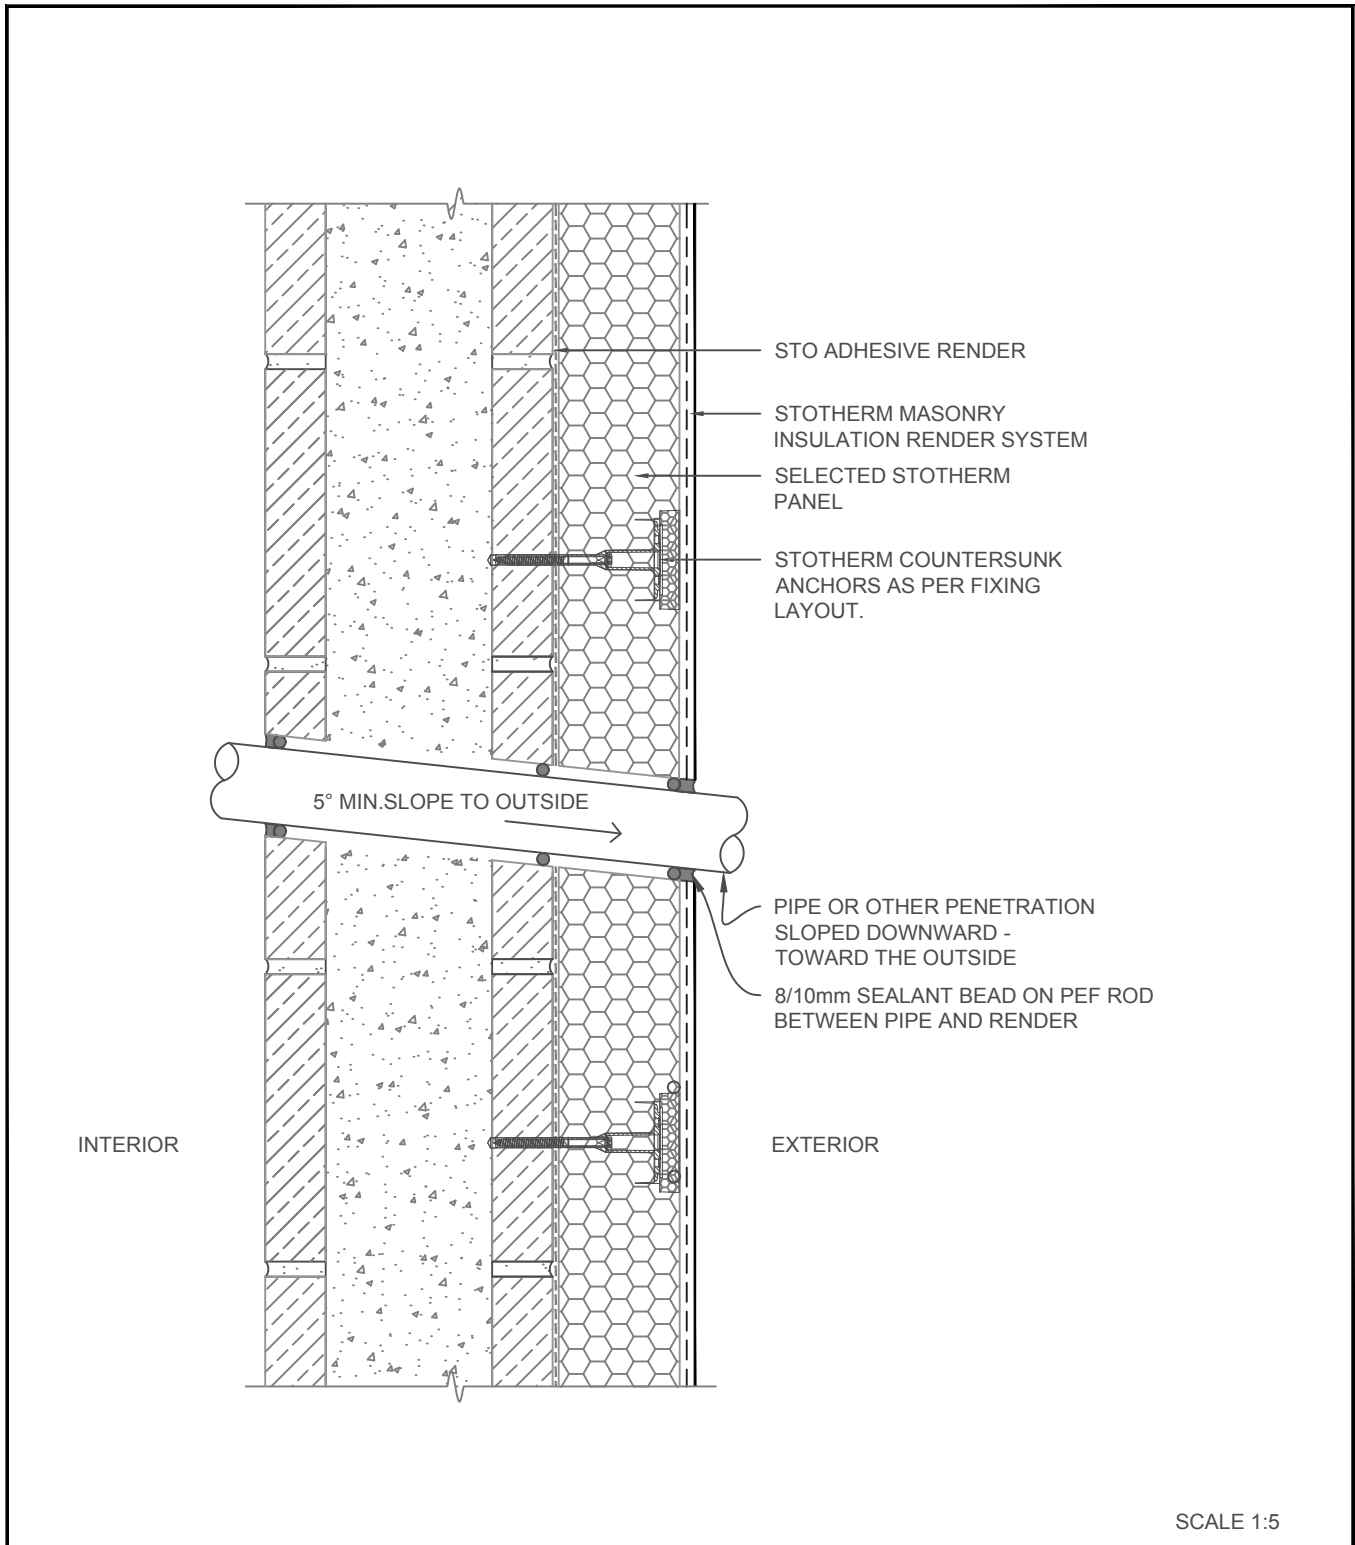 STO ADHESIVE RENDER
STOTHERM MASONRY
INSULATION RENDER SYSTEM
SELECTED STOTHERM
PANEL
STOTHERM COUNTERSUNK
ANCHORS AS PER FIXING
LAYOUT.
5° MIN.SLOPE TO OUTSIDE
PIPE OR OTHER PENETRATION
SLOPED DOWNWARD -
TOWARD THE OUTSIDE
8/10mm SEALANT BEAD ON PEF ROD
BETWEEN PIPE AND RENDER
INTERIOR
EXTERIOR
SCALE 1:5